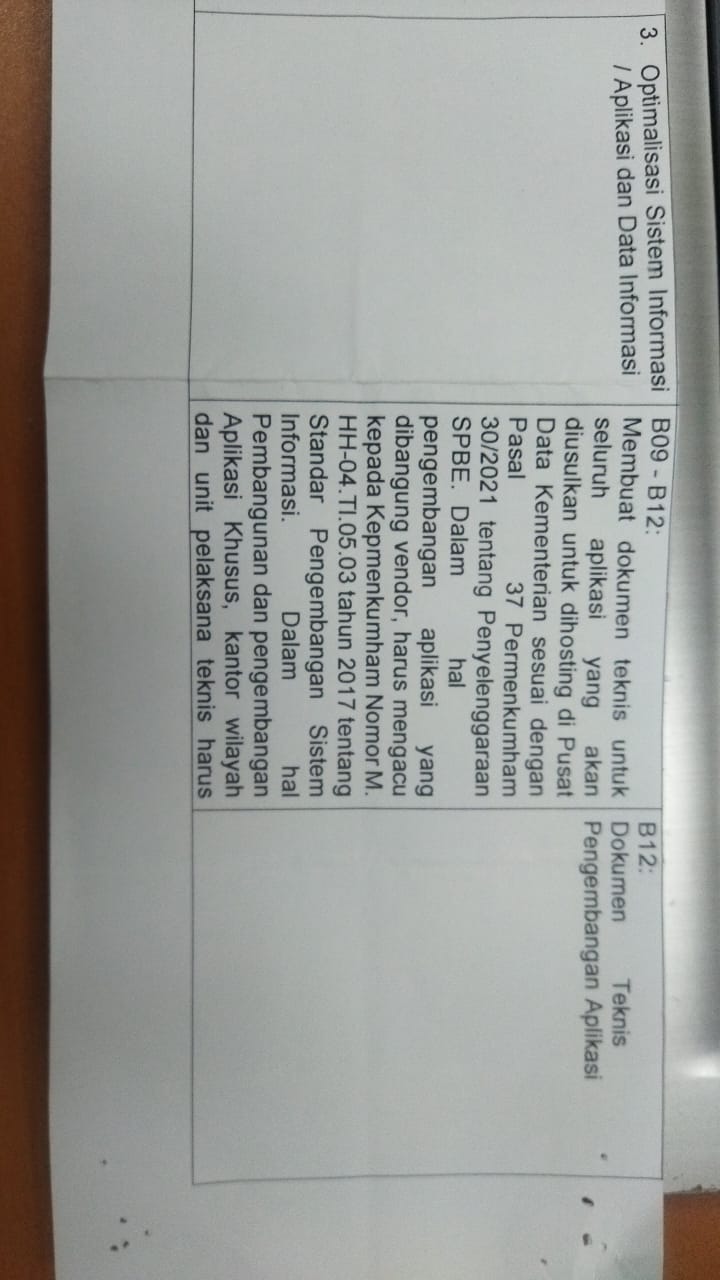 3. Optimalisasi Sistem Informasi
/ Aplikasi dan Data Informasi
B09 - B12:
Membuat dokumen teknis untuk
seluruh aplikasi yang akan
diusulkan untuk dihosting di Pusat
Data Kementerian sesuai dengan
Pasal 37 Permenkumham
30/2021 tentang Penyelenggaraan
SPBE. Dalam hal
pengembangan aplikasi yang
dibangung vendor, harus mengacu
kepada Kepmenkumham Nomor M.
HH-04.TI.05.03 tahun 2017 tentang
Standar Pengembangan Sistem
Informasi. Dalam hal
Pembangunan dan pengembangan
Aplikasi Khusus, kantor wilayah
dan unit pelaksana teknis harus
B12:
Dokumen Teknis
Pengembangan Aplikasi